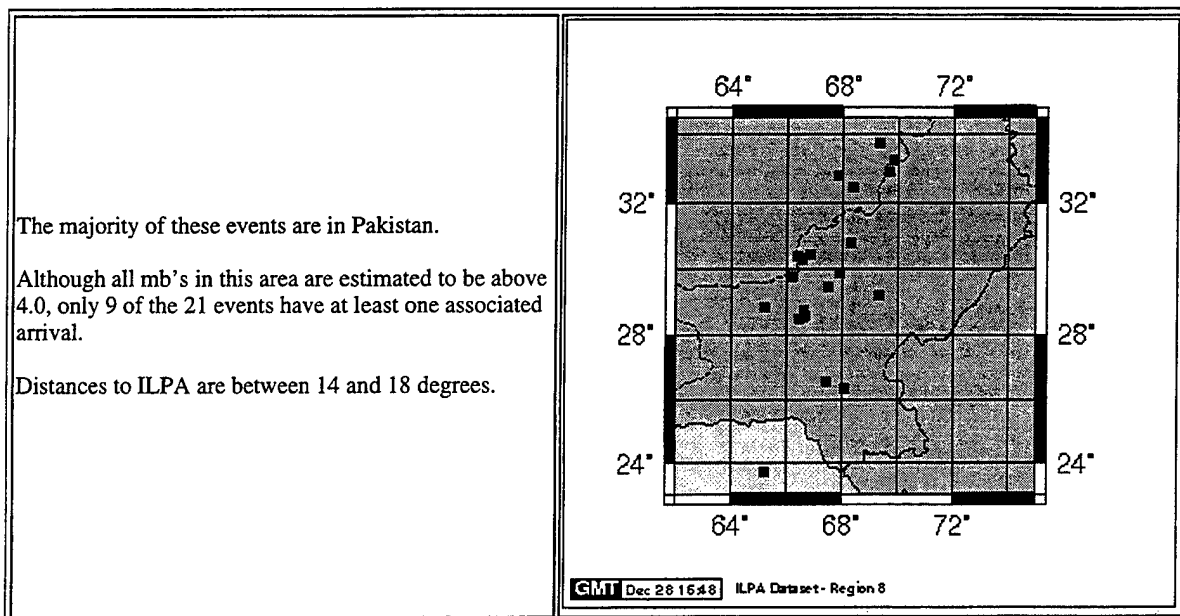 The majority of these events are in Pakistan.
Although all mb's in this area are estimated to be above
4.0, only 9 of the 21 events have at least one associated
arrival.
Distances to ILPA are between 14 and 18 degrees.
64° 68° 72°
32° 32°
28° 28°
24° 24°
64° 68° 72°
GMT Dec 28 16:48 ILPA Dataset - Region 8